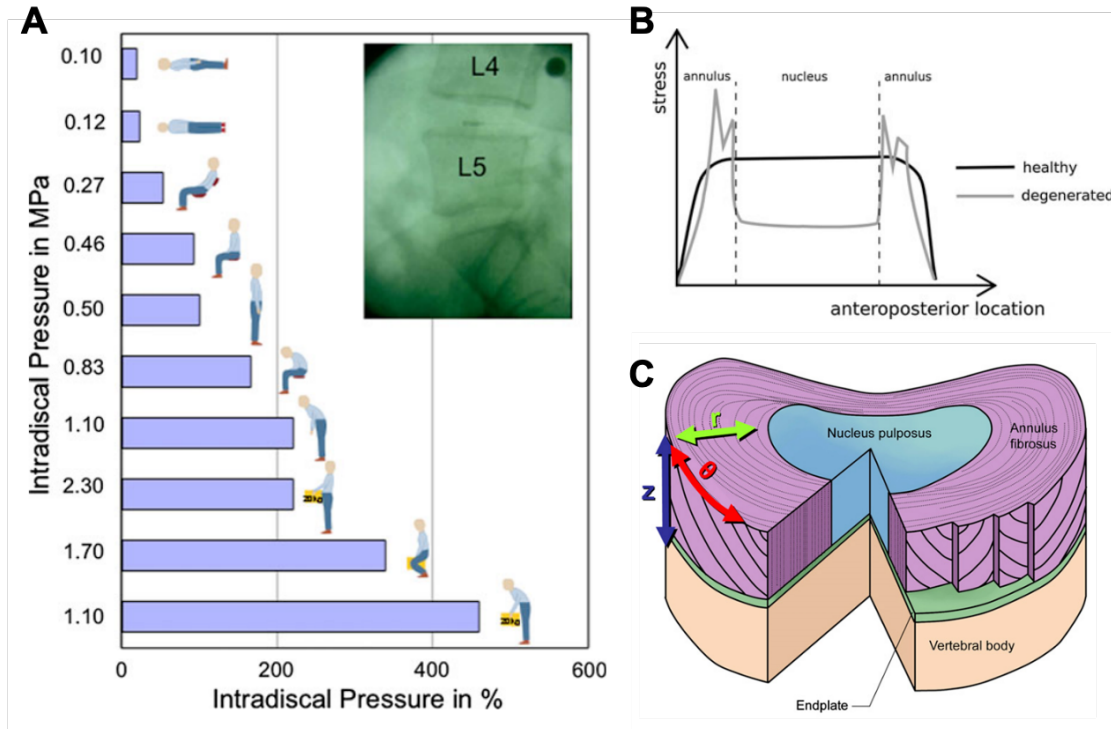 A
Intradiscal Pressure in MPa
0.10
0.12
0.27
0.46
0.50
0.83
1.10
2.30
1.70
1.10
L4
L5
0
200
400
600
Intradiscal Pressure in %
B
stress
annulus
nucleus
annulus
healthy
degenerated
anteroposterior location
C
r
θ
z
Nucleus pulposus
Annulus
fibrosus
Vertebral body
Endplate